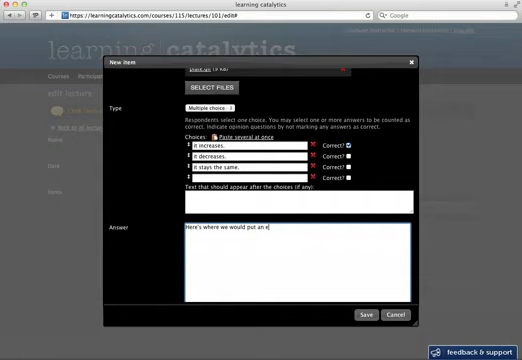 learning catalytics
https://learningcatalytics.com/courses/115/lectures/101/edit#
Google
learning catalytics
Courses
edit lecture
Back to all
Name
Date
Items
New item
SELECT FILES
Type
Multiple choice
Respondents select one choice. You may select one or more answers to be counted as
correct. Indicate opinion questions by not marking any answers as correct.
Choices: Paste several at once
it increases. Correct?
it decreases. Correct?
it stays the same. Correct?
Correct?
Text that should appear after the choices (if any):
Answer
Here's where we would put an e
Save Cancel
feedback & support